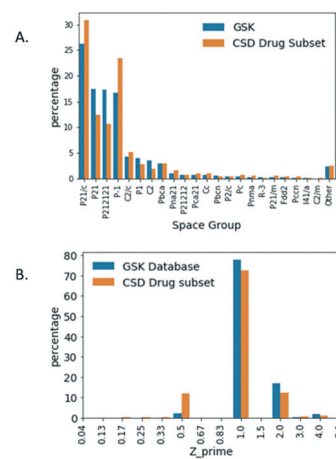 A.
GSK
CSD Drug Subset
percentage
30
25
20
15
10
5
0
P21/c
P21
P212121
P-1
C2/c
P1
C2
Pbca
Pna21
P21212
Pca21
Cc
Pbcn
P2/c
Pc
Pnma
R-3
P21/m
Fdd2
Pccn
I41/a
C2/m
Other
Space Group
B.
GSK Database
CSD Drug subset
percentage
80
70
60
50
40
30
20
10
0
0.04
0.13
0.17
0.25
0.33
0.5
0.67
0.83
1.0
1.5
2.0
3.0
4.0
Z_prime